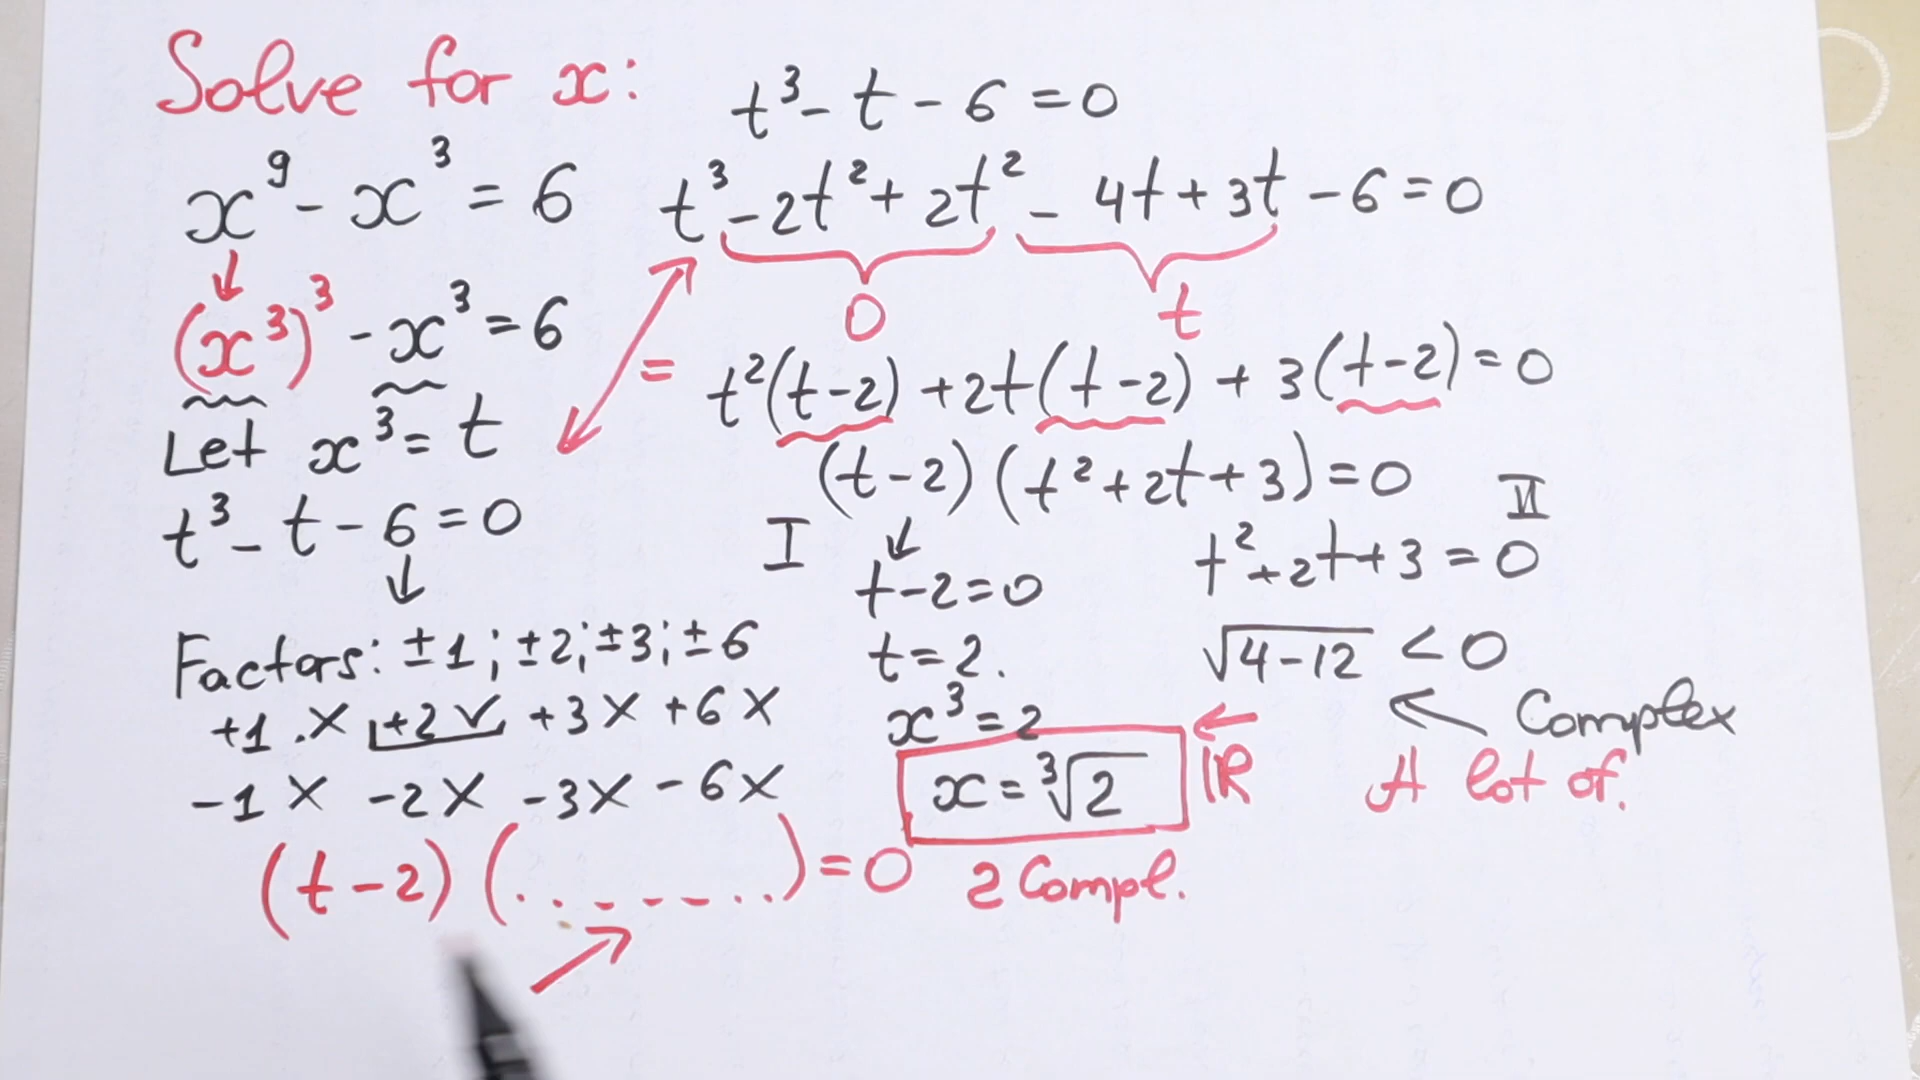 Solve for x:
x⁹ - x³ = 6
(x³)³ - x³ = 6
Let x³ = t
t³ - t - 6 = 0
Factors: ±1; ±2; ±3; ±6
+1 . X +2 ✓ +3 X +6 X
-1 X -2 X -3 X -6 X
(t-2)(. . - - - . .) = 0
t³ - t - 6 = 0
t³ - 2t² + 2t² - 4t + 3t - 6 = 0
0 t
= t²(t-2) + 2t(t-2) + 3(t-2) = 0
(t-2)(t² + 2t + 3) = 0
I
t-2=0
t=2.
x³=2
x = ³√2
IR
2 Compl.
II
t² + 2t + 3 = 0
√4-12 < 0
Complex
A lot of.